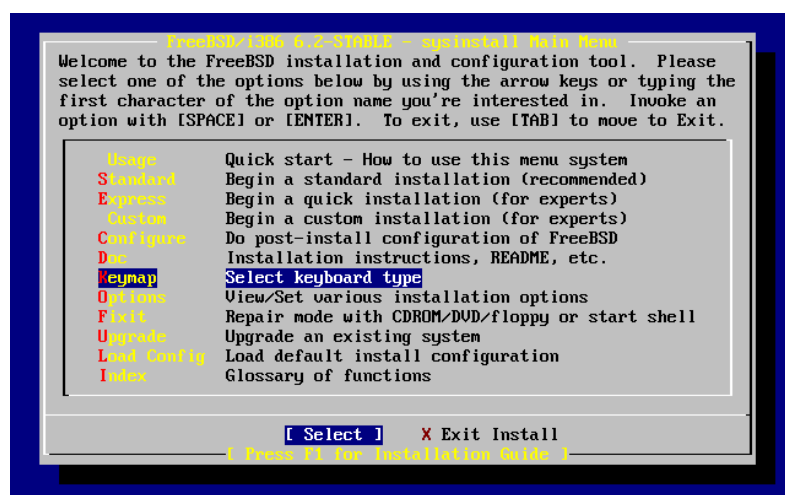 FreeBSD/i386 6.2-STABLE - sysinstall Main Menu
Welcome to the FreeBSD installation and configuration tool.  Please
select one of the options below by using the arrow keys or typing the
first character of the option name you're interested in.  Invoke an
option with [SPACE] or [ENTER].  To exit, use [TAB] to move to Exit.
Usage Quick start - How to use this menu system
Standard Begin a standard installation (recommended)
Express Begin a quick installation (for experts)
Custom Begin a custom installation (for experts)
Configure Do post-install configuration of FreeBSD
Doc Installation instructions, README, etc.
Keymap Select keyboard type
Options View/Set various installation options
Fixit Repair mode with CDROM/DVD/floppy or start shell
Upgrade Upgrade an existing system
Load Config Load default install configuration
Index Glossary of functions
[ Select ] X Exit Install
[ Press F1 for Installation Guide ]